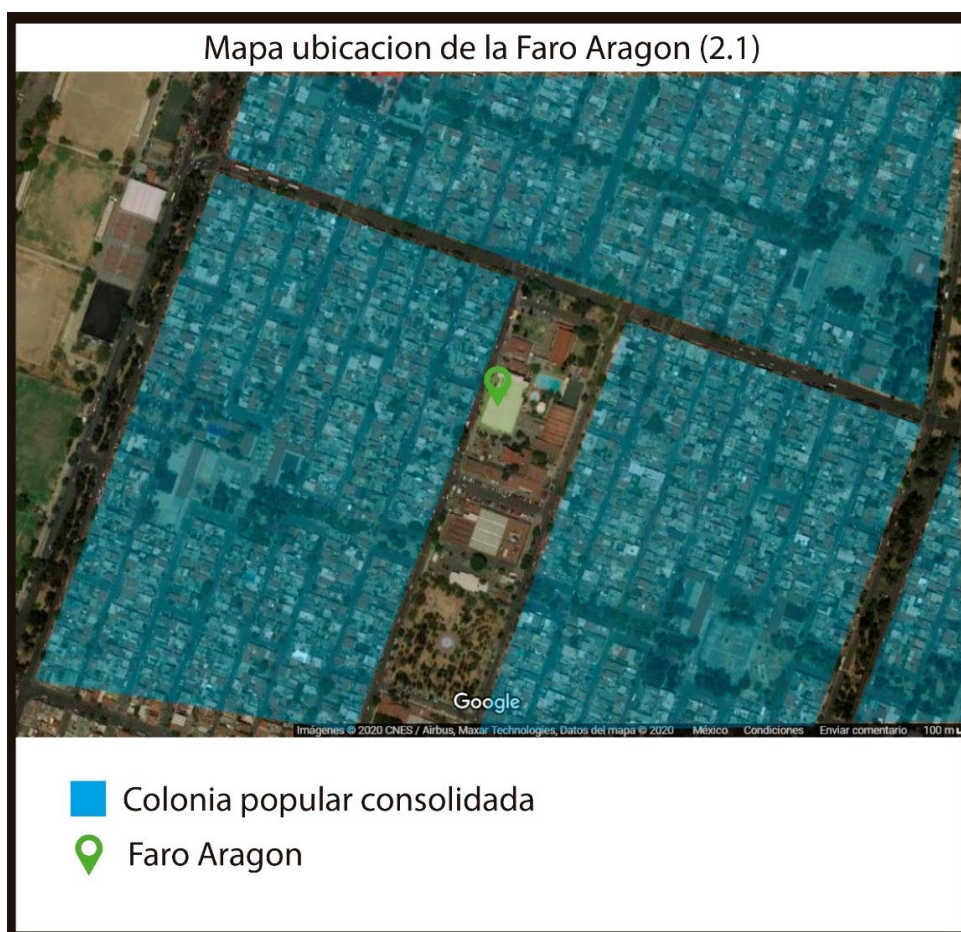 Mapa ubicacion de la Faro Aragon (2.1)
Google
Imágenes © 2020 CNES / Airbus, Maxar Technologies, Datos del mapa © 2020 México Condiciones Enviar comentario 100 m
Colonia popular consolidada
Faro Aragon